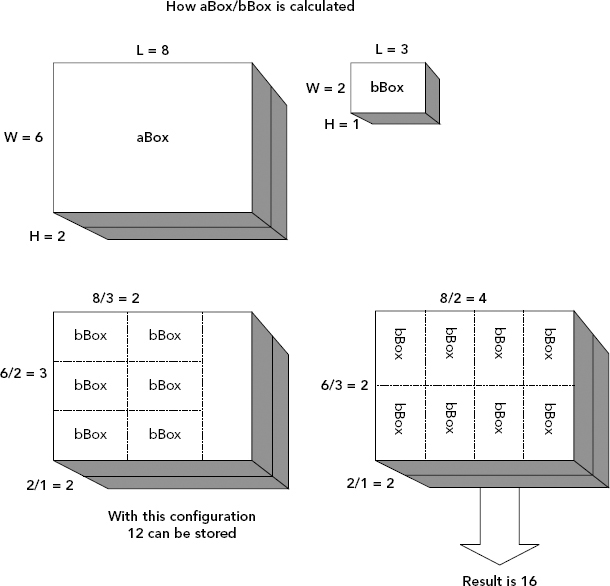 How aBox/bBox is calculated
L = 8
L = 3
W = 2
bBox
H = 1
W = 6
aBox
H = 2
8/3 = 2
bBox bBox
6/2 = 3
bBox bBox
bBox bBox
2/1 = 2
With this configuration
12 can be stored
8/2 = 4
bBox bBox bBox bBox
6/3 = 2
bBox bBox bBox bBox
2/1 = 2
Result is 16